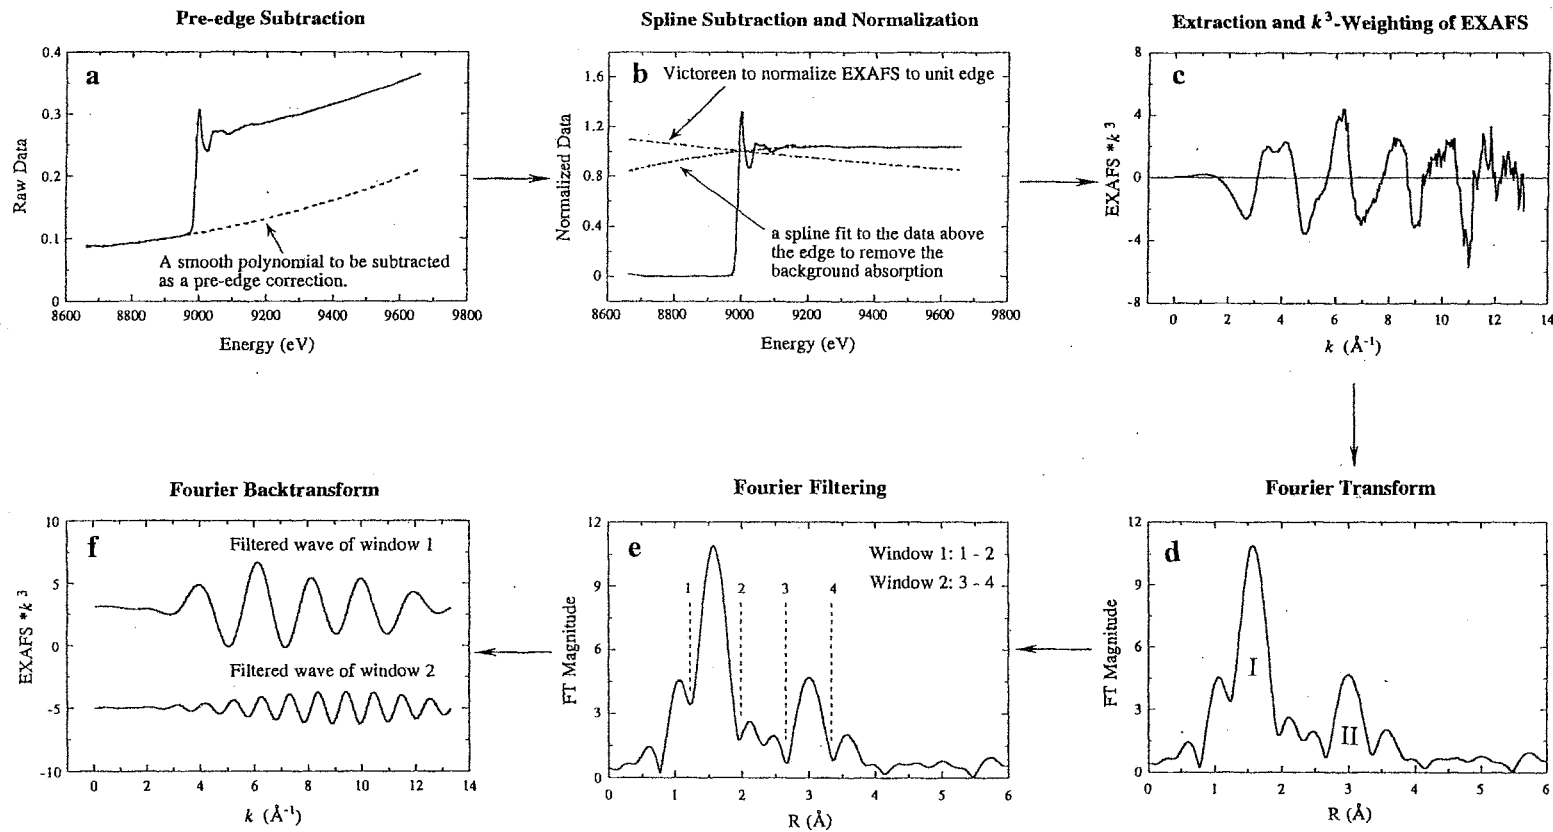 Pre-edge Subtraction
Spline Subtraction and Normalization
Extraction and k³-Weighting of EXAFS
a
Raw Data
0.4
0.3
0.2
0.1
0
A smooth polynomial to be subtracted
as a pre-edge correction.
8600 8800 9000 9200 9400 9600 9800
Energy (eV)
b
Normalized Data
1.6
1.2
0.8
0.4
0
Victoreen to normalize EXAFS to unit edge
a spline fit to the data above
the edge to remove the
background absorption
8600 8800 9000 9200 9400 9600 9800
Energy (eV)
c
EXAFS *k³
8
4
0
-4
-8
0 2 4 6 8 10 12 14
k (Å⁻¹)
Fourier Backtransform
Fourier Filtering
Fourier Transform
f
EXAFS *k³
10
5
0
-5
-10
Filtered wave of window 1
Filtered wave of window 2
0 2 4 6 8 10 12 14
k (Å⁻¹)
e
FT Magnitude
12
9
6
3
0
Window 1: 1 - 2
Window 2: 3 - 4
1 2 3 4
0 1 2 3 4 5 6
R (Å)
d
FT Magnitude
12
9
6
3
0
I
II
0 1 2 3 4 5 6
R (Å)